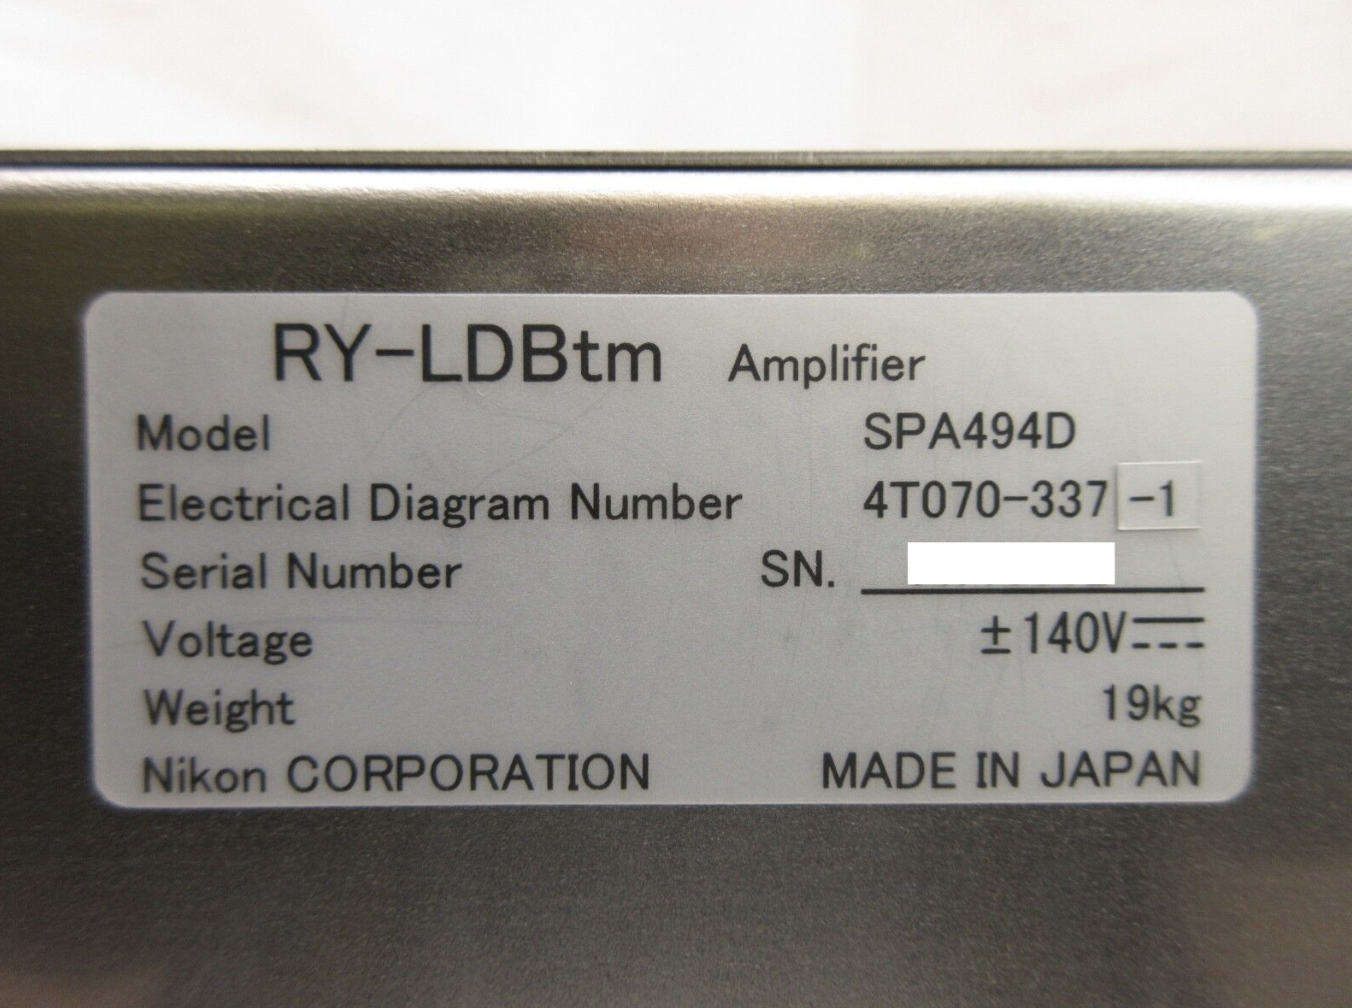 RY-LDBtm Amplifier
Model SPA494D
Electrical Diagram Number 4T070-337 -1
Serial Number SN.
Voltage ±140V⎓
Weight 19kg
Nikon CORPORATION MADE IN JAPAN